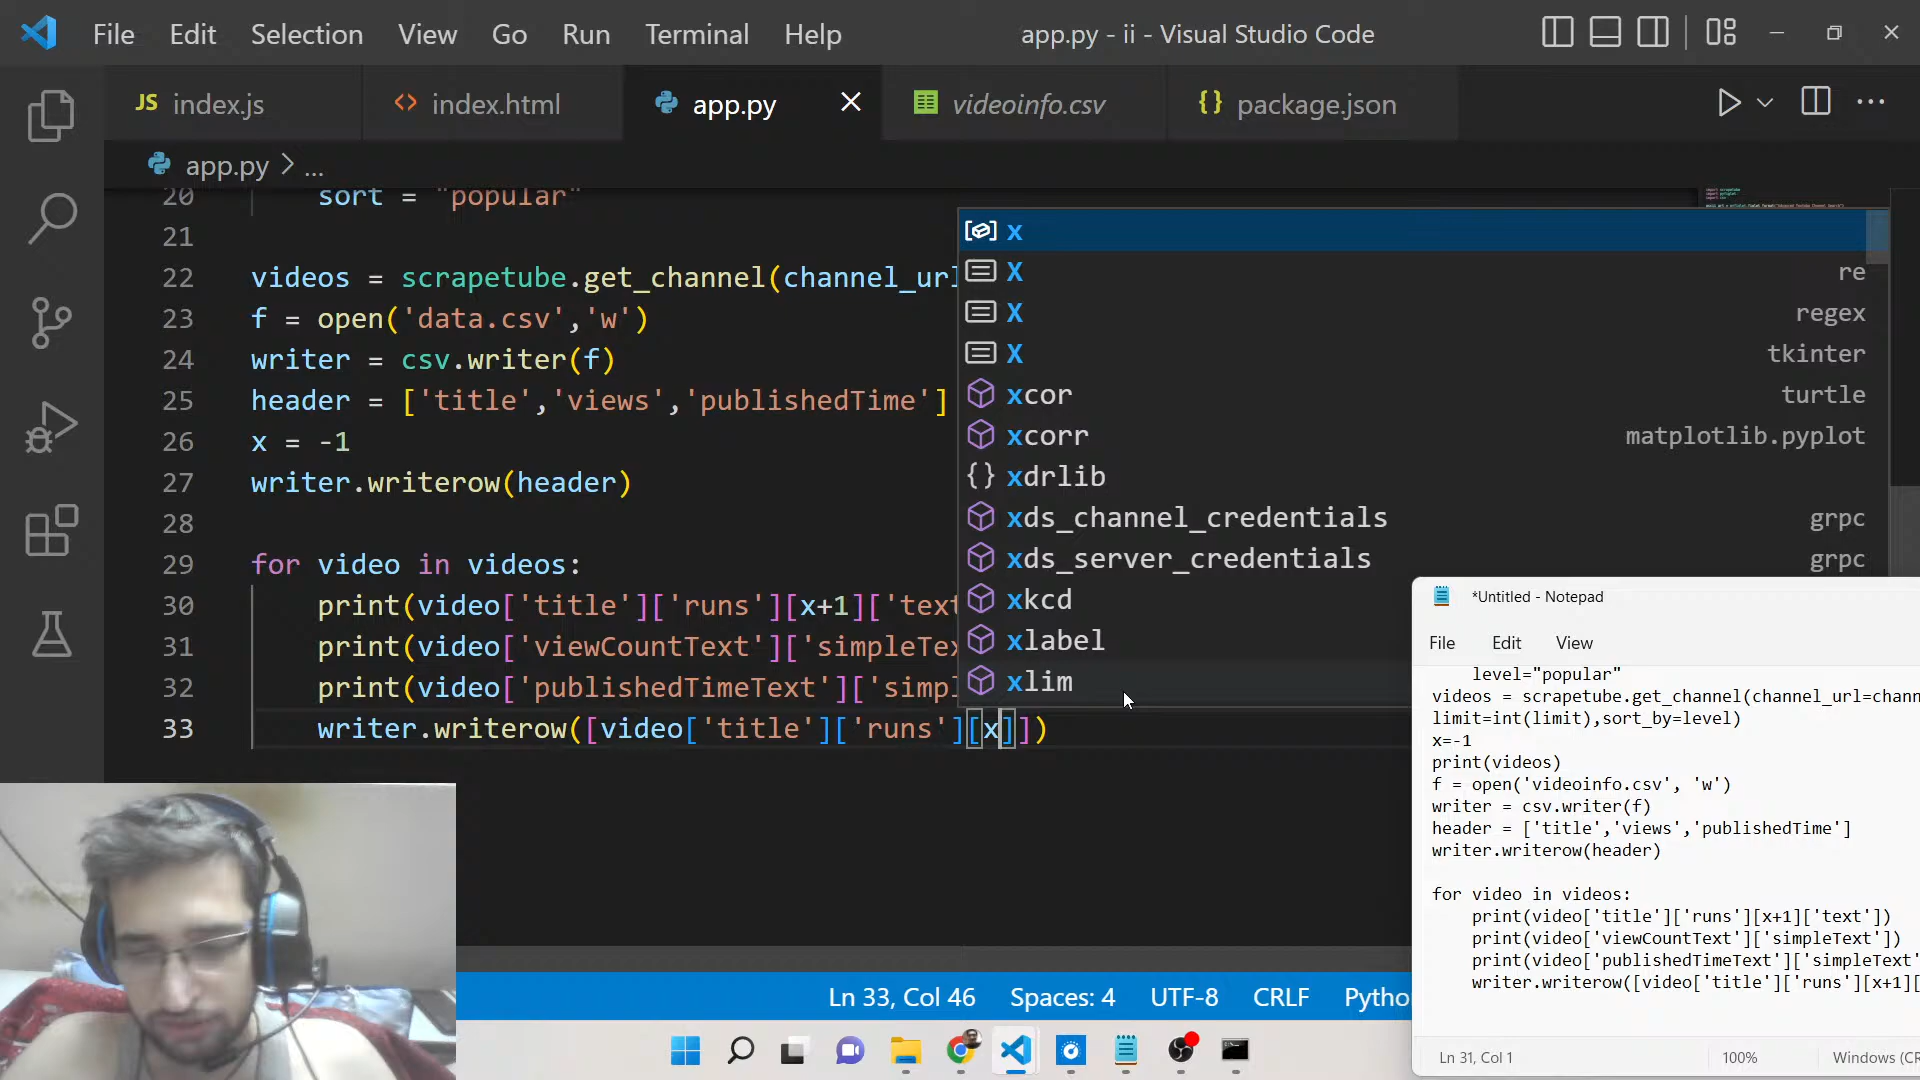 File Edit Selection View Go Run Terminal Help
app.py - ii - Visual Studio Code
JS index.js
<> index.html
app.py
videoinfo.csv
{} package.json
app.py > ...
20 sort = "popular"
21
22 videos = scrapetube.get_channel(channel_url
23 f = open('data.csv','w')
24 writer = csv.writer(f)
25 header = ['title','views','publishedTime']
26 x = -1
27 writer.writerow(header)
28
29 for video in videos:
30 print(video['title']['runs'][x+1]['text
31 print(video['viewCountText']['simpleTex
32 print(video['publishedTimeText']['simpl
33 writer.writerow([video['title']['runs'][x]])
x
X re
X regex
X tkinter
xcor turtle
xcorr matplotlib.pyplot
{} xdrlib
xds_channel_credentials grpc
xds_server_credentials grpc
xkcd
xlabel
xlim
*Untitled - Notepad
File Edit View
level="popular"
videos = scrapetube.get_channel(channel_url=chann
limit=int(limit),sort_by=level)
x=-1
print(videos)
f = open('videoinfo.csv', 'w')
writer = csv.writer(f)
header = ['title','views','publishedTime']
writer.writerow(header)
for video in videos:
print(video['title']['runs'][x+1]['text'])
print(video['viewCountText']['simpleText'])
print(video['publishedTimeText']['simpleText'
writer.writerow([video['title']['runs'][x+1][
Ln 31, Col 1 100% Windows (CR
Ln 33, Col 46 Spaces: 4 UTF-8 CRLF Pytho